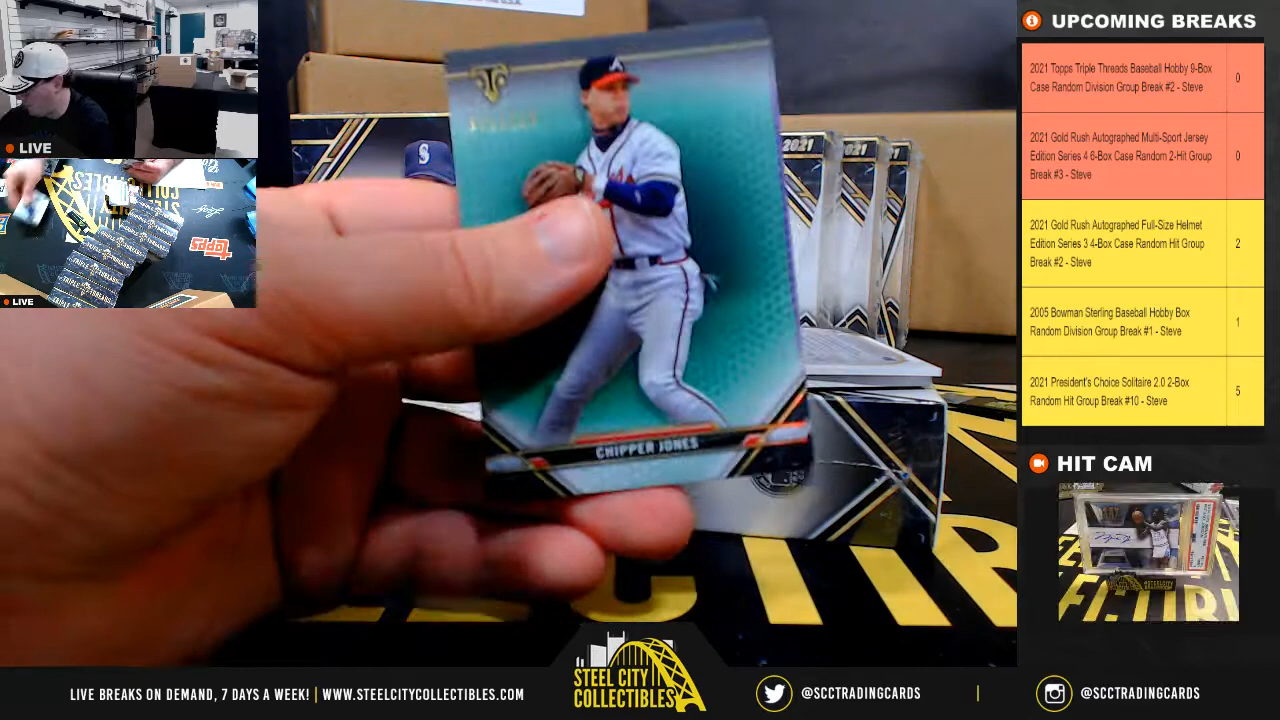 LIVE
LIVE
topps
S
A
2021
2021
2021
CHIPPER JONES
UPCOMING BREAKS
2021 Topps Triple Threads Baseball Hobby 9-Box
Case Random Division Group Break #2 - Steve
0
2021 Gold Rush Autographed Multi-Sport Jersey
Edition Series 4 6-Box Case Random 2-Hit Group
Break #3 - Steve
0
2021 Gold Rush Autographed Full-Size Helmet
Edition Series 3 4-Box Case Random Hit Group
Break #2 - Steve
2
2005 Bowman Sterling Baseball Hobby Box
Random Division Group Break #1 - Steve
1
2021 President's Choice Solitaire 2.0 2-Box
Random Hit Group Break #10 - Steve
5
HIT CAM
LIVE BREAKS ON DEMAND, 7 DAYS A WEEK! | WWW.STEELCITYCOLLECTIBLES.COM
STEEL CITY
COLLECTIBLES
@SCCTRADINGCARDS
@SCCTRADINGCARDS